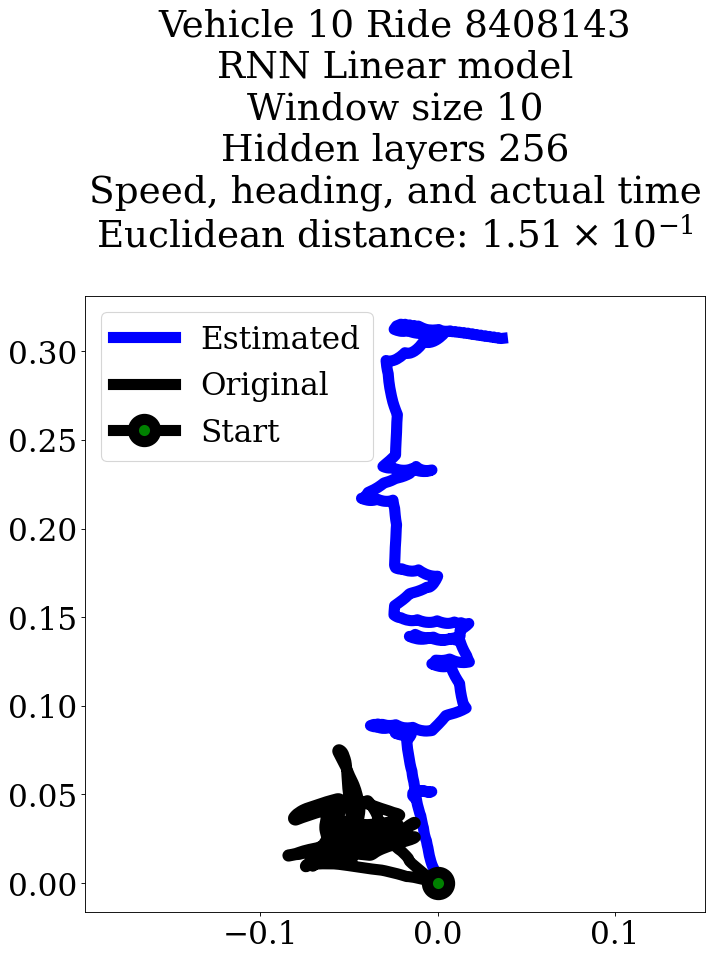 Vehicle 10 Ride 8408143
RNN Linear model
Window size 10
Hidden layers 256
Speed, heading, and actual time
Euclidean distance: 1.51 × 10⁻¹
Estimated
Original
Start
0.30
0.25
0.20
0.15
0.10
0.05
0.00
−0.1
0.0
0.1